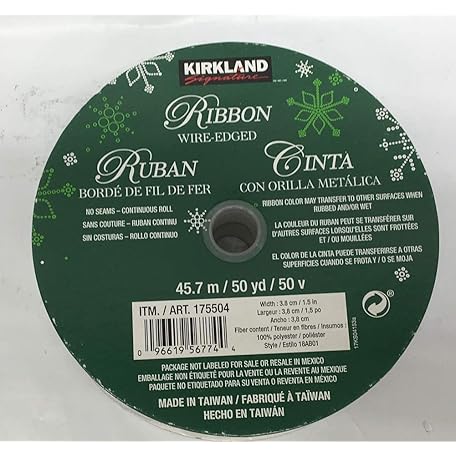 KIRKLAND
Signature
RIBBON
WIRE-EDGED
RUBAN
BORDÉ DE FIL DE FER
CINTA
CON ORILLA METÁLICA
NO SEAMS – CONTINUOUS ROLL
SANS COUTURE – RUBAN CONTINU
SIN COSTURAS – ROLLO CONTINUO
RIBBON COLOR MAY TRANSFER TO OTHER SURFACES WHEN
RUBBED AND/OR WET
LA COULEUR DU RUBAN PEUT SE TRANSFÉRER SUR
D'AUTRES SURFACES LORSQU'ELLES SONT FROTTÉES
ET / OU MOUILLÉES
EL COLOR DE LA CINTA PUEDE TRANSFERIRSE A OTRAS
SUPERFICIES CUANDO SE FROTA Y / O SE MOJA
45.7 m / 50 yd / 50 v
ITM. / ART. 175504
0 96619 56774 4
Width : 3.8 cm / 1.5 in
Largeur : 3,8 cm / 1,5 po
Ancho : 3,8 cm
Fiber content / Teneur en fibres / Insumos :
100% polyester / poliéster
Style / Estilo 18AB01
PACKAGE NOT LABELED FOR SALE OR RESALE IN MEXICO
EMBALLAGE NON ÉTIQUETÉ POUR LA VENTE OU LA REVENTE AU MEXIQUE
PAQUETE NO ETIQUETADO PARA SU VENTA O REVENTA EN MÉXICO
MADE IN TAIWAN / FABRIQUÉ À TAÏWAN
HECHO EN TAIWÁN